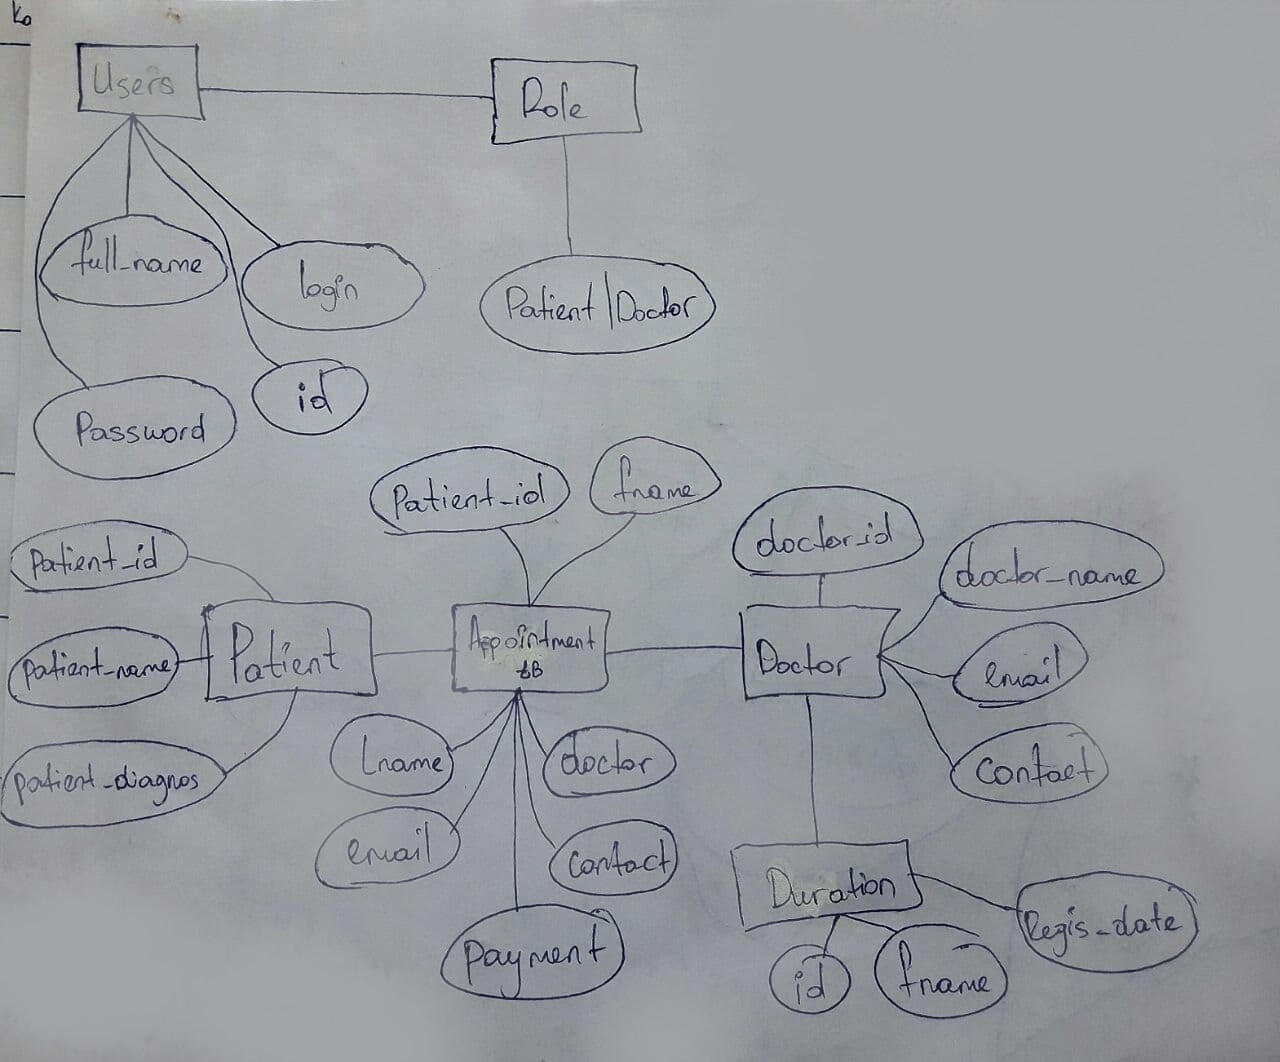 Ko
Users
Role
full_name
login
Patient/Doctor
id
Password
Patient_id
fname
doctor_id
Patient_id
doctor_name
Patient
Appointment
tB
Doctor
patient_name
email
Lname
doctor
patient_diagnos
Contact
email
Contact
Duration
Regis_date
Payment
id
fname